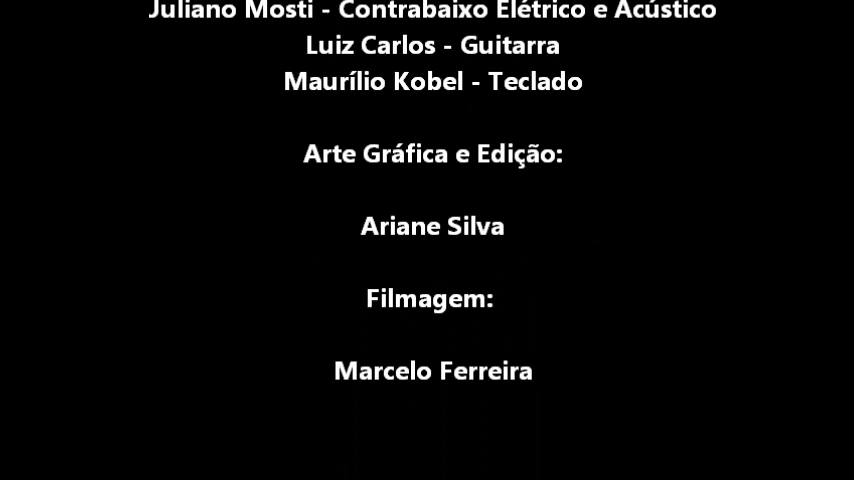 Juliano Mosti - Contrabaixo Elétrico e Acústico
Luiz Carlos - Guitarra
Maurílio Kobel - Teclado
Arte Gráfica e Edição:
Ariane Silva
Filmagem:
Marcelo Ferreira